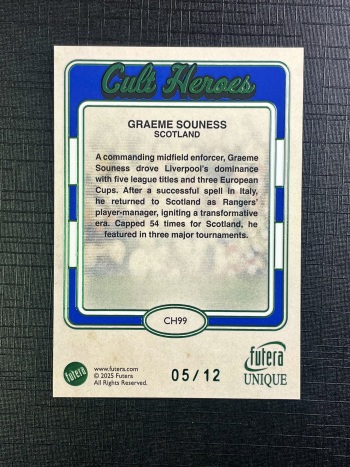 Cult Heroes
GRAEME SOUNESS
SCOTLAND
A commanding midfield enforcer, Graeme
Souness drove Liverpool's dominance
with five league titles and three European
Cups. After a successful spell in Italy,
he returned to Scotland as Rangers'
player-manager, igniting a transformative
era. Capped 54 times for Scotland, he
featured in three major tournaments.
CH99
futera
www.futera.com
© 2025 Futera
All Rights Reserved.
05/12
futera
UNIQUE